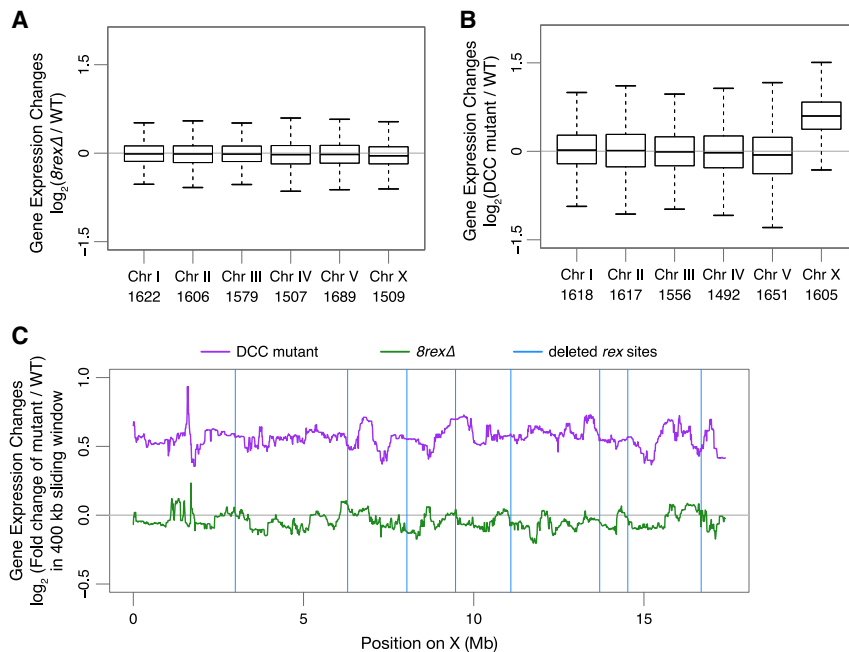 A
Gene Expression Changes
log2(8rexΔ / WT)
1.5
0
−1.5
Chr I Chr II Chr III Chr IV Chr V Chr X
1622 1606 1579 1507 1689 1509
B
Gene Expression Changes
log2(DCC mutant / WT)
1.5
0
−1.5
Chr I Chr II Chr III Chr IV Chr V Chr X
1618 1617 1556 1492 1651 1605
C
DCC mutant 8rexΔ deleted rex sites
Gene Expression Changes
log2 (Fold change of mutant / WT)
in 400 kb sliding window
1.0
0.5
0.0
−0.5
0 5 10 15
Position on X (Mb)